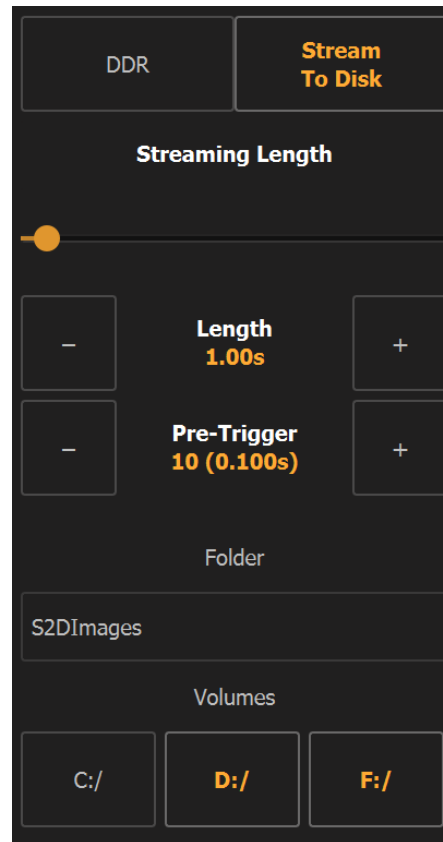 DDR
Stream
To Disk
Streaming Length
–
Length
1.00s
+
–
Pre-Trigger
10 (0.100s)
+
Folder
S2DImages
Volumes
C:/
D:/
F:/